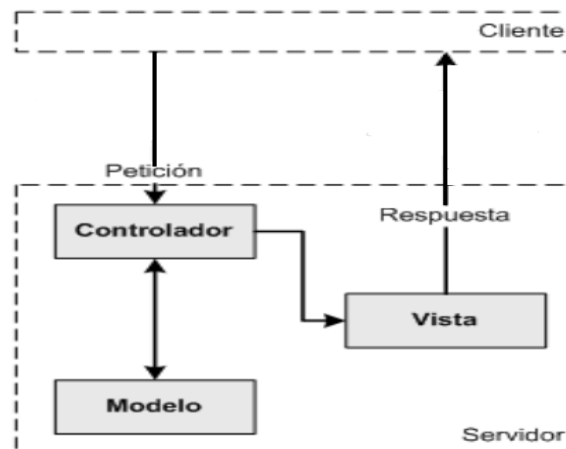 Cliente
Petición
Controlador
Respuesta
Vista
Modelo
Servidor